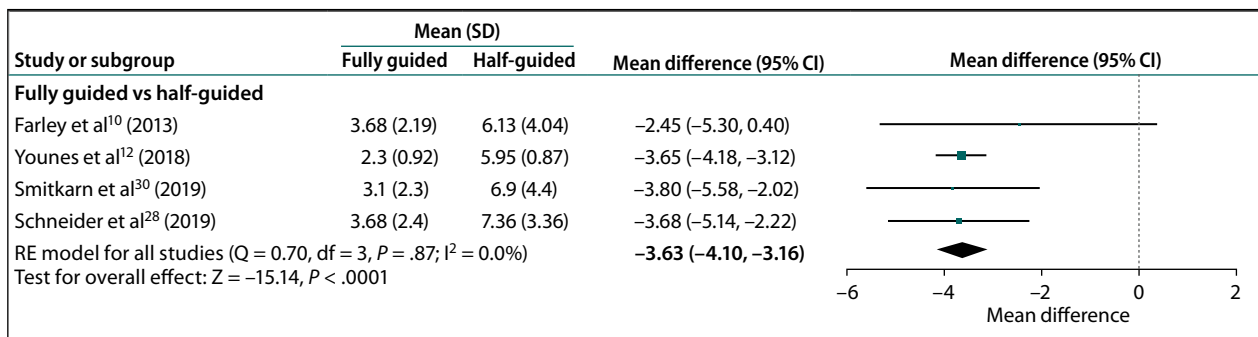 Mean (SD)
Study or subgroup Fully guided Half-guided Mean difference (95% CI) Mean difference (95% CI)
Fully guided vs half-guided
Farley et al10 (2013) 3.68 (2.19) 6.13 (4.04) –2.45 (–5.30, 0.40)
Younes et al12 (2018) 2.3 (0.92) 5.95 (0.87) –3.65 (–4.18, –3.12)
Smitkarn et al30 (2019) 3.1 (2.3) 6.9 (4.4) –3.80 (–5.58, –2.02)
Schneider et al28 (2019) 3.68 (2.4) 7.36 (3.36) –3.68 (–5.14, –2.22)
RE model for all studies (Q = 0.70, df = 3, P = .87; I2 = 0.0%) –3.63 (–4.10, –3.16)
Test for overall effect: Z = –15.14, P < .0001
–6 –4 –2 0 2
Mean difference